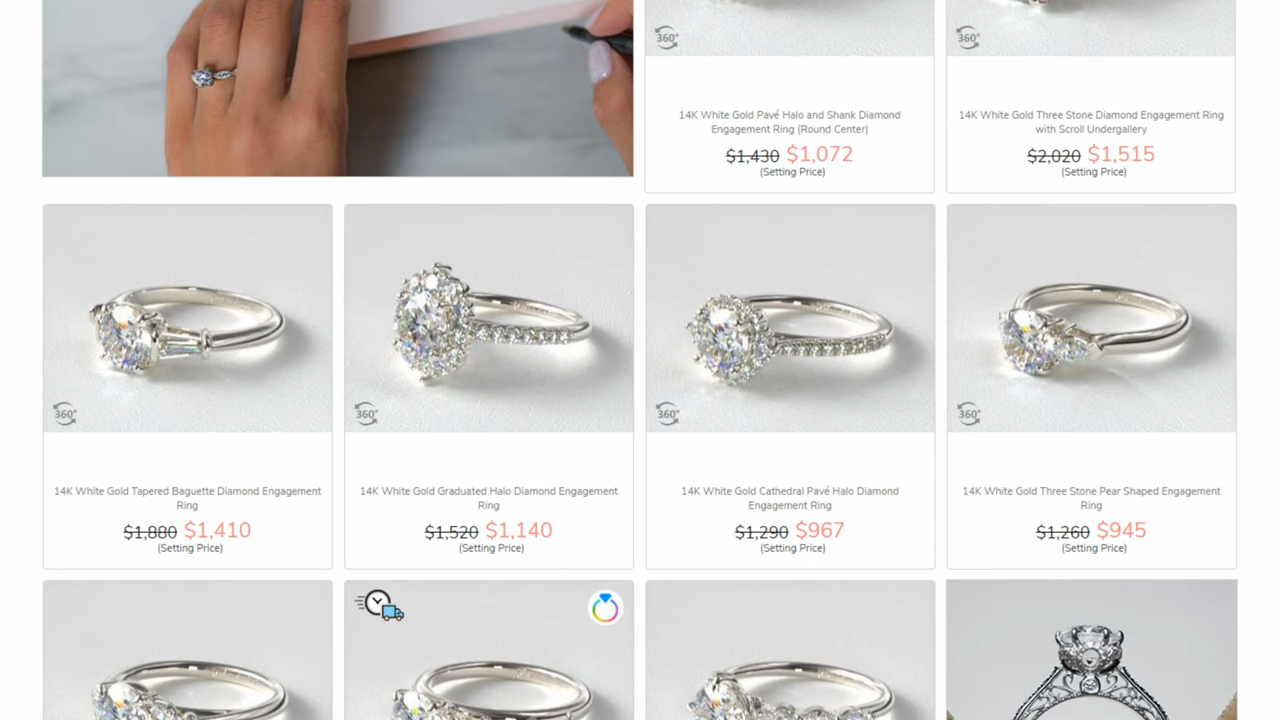 360°
360°
14K White Gold Pavé Halo and Shank Diamond
Engagement Ring (Round Center)
$1,430 $1,072
(Setting Price)
14K White Gold Three Stone Diamond Engagement Ring
with Scroll Undergallery
$2,020 $1,515
(Setting Price)
360°
360°
360°
360°
14K White Gold Tapered Baguette Diamond Engagement
Ring
$1,880 $1,410
(Setting Price)
14K White Gold Graduated Halo Diamond Engagement
Ring
$1,520 $1,140
(Setting Price)
14K White Gold Cathedral Pavé Halo Diamond
Engagement Ring
$1,290 $967
(Setting Price)
14K White Gold Three Stone Pear Shaped Engagement
Ring
$1,260 $945
(Setting Price)